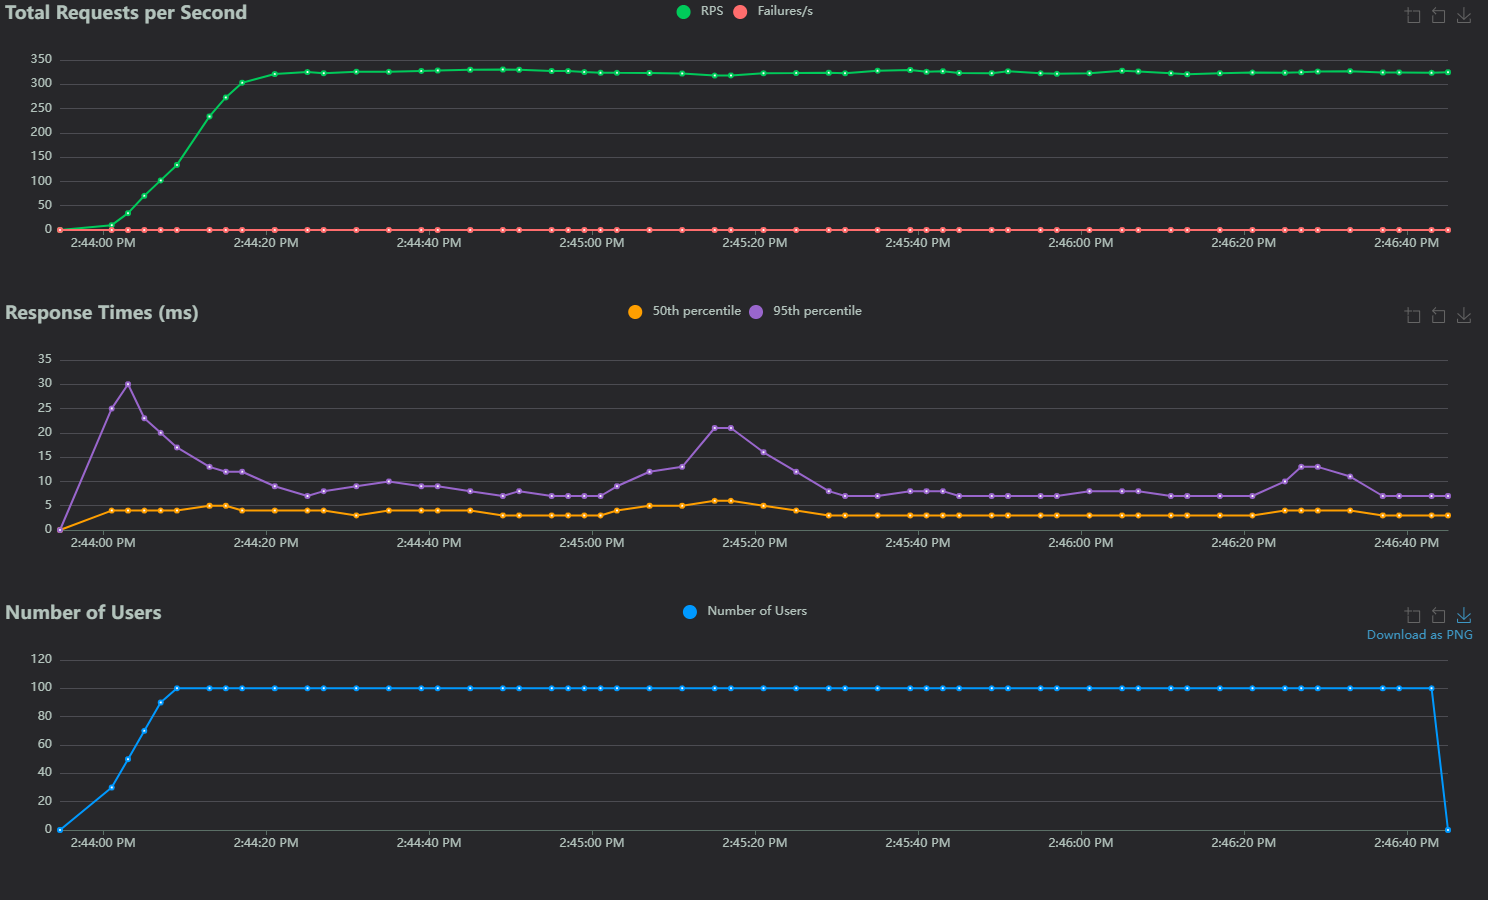 Total Requests per Second
RPS Failures/s
350
300
250
200
150
100
50
0
2:44:00 PM 2:44:20 PM 2:44:40 PM 2:45:00 PM 2:45:20 PM 2:45:40 PM 2:46:00 PM 2:46:20 PM 2:46:40 PM
Response Times (ms)
50th percentile 95th percentile
35
30
25
20
15
10
5
0
2:44:00 PM 2:44:20 PM 2:44:40 PM 2:45:00 PM 2:45:20 PM 2:45:40 PM 2:46:00 PM 2:46:20 PM 2:46:40 PM
Number of Users
Number of Users
Download as PNG
120
100
80
60
40
20
0
2:44:00 PM 2:44:20 PM 2:44:40 PM 2:45:00 PM 2:45:20 PM 2:45:40 PM 2:46:00 PM 2:46:20 PM 2:46:40 PM